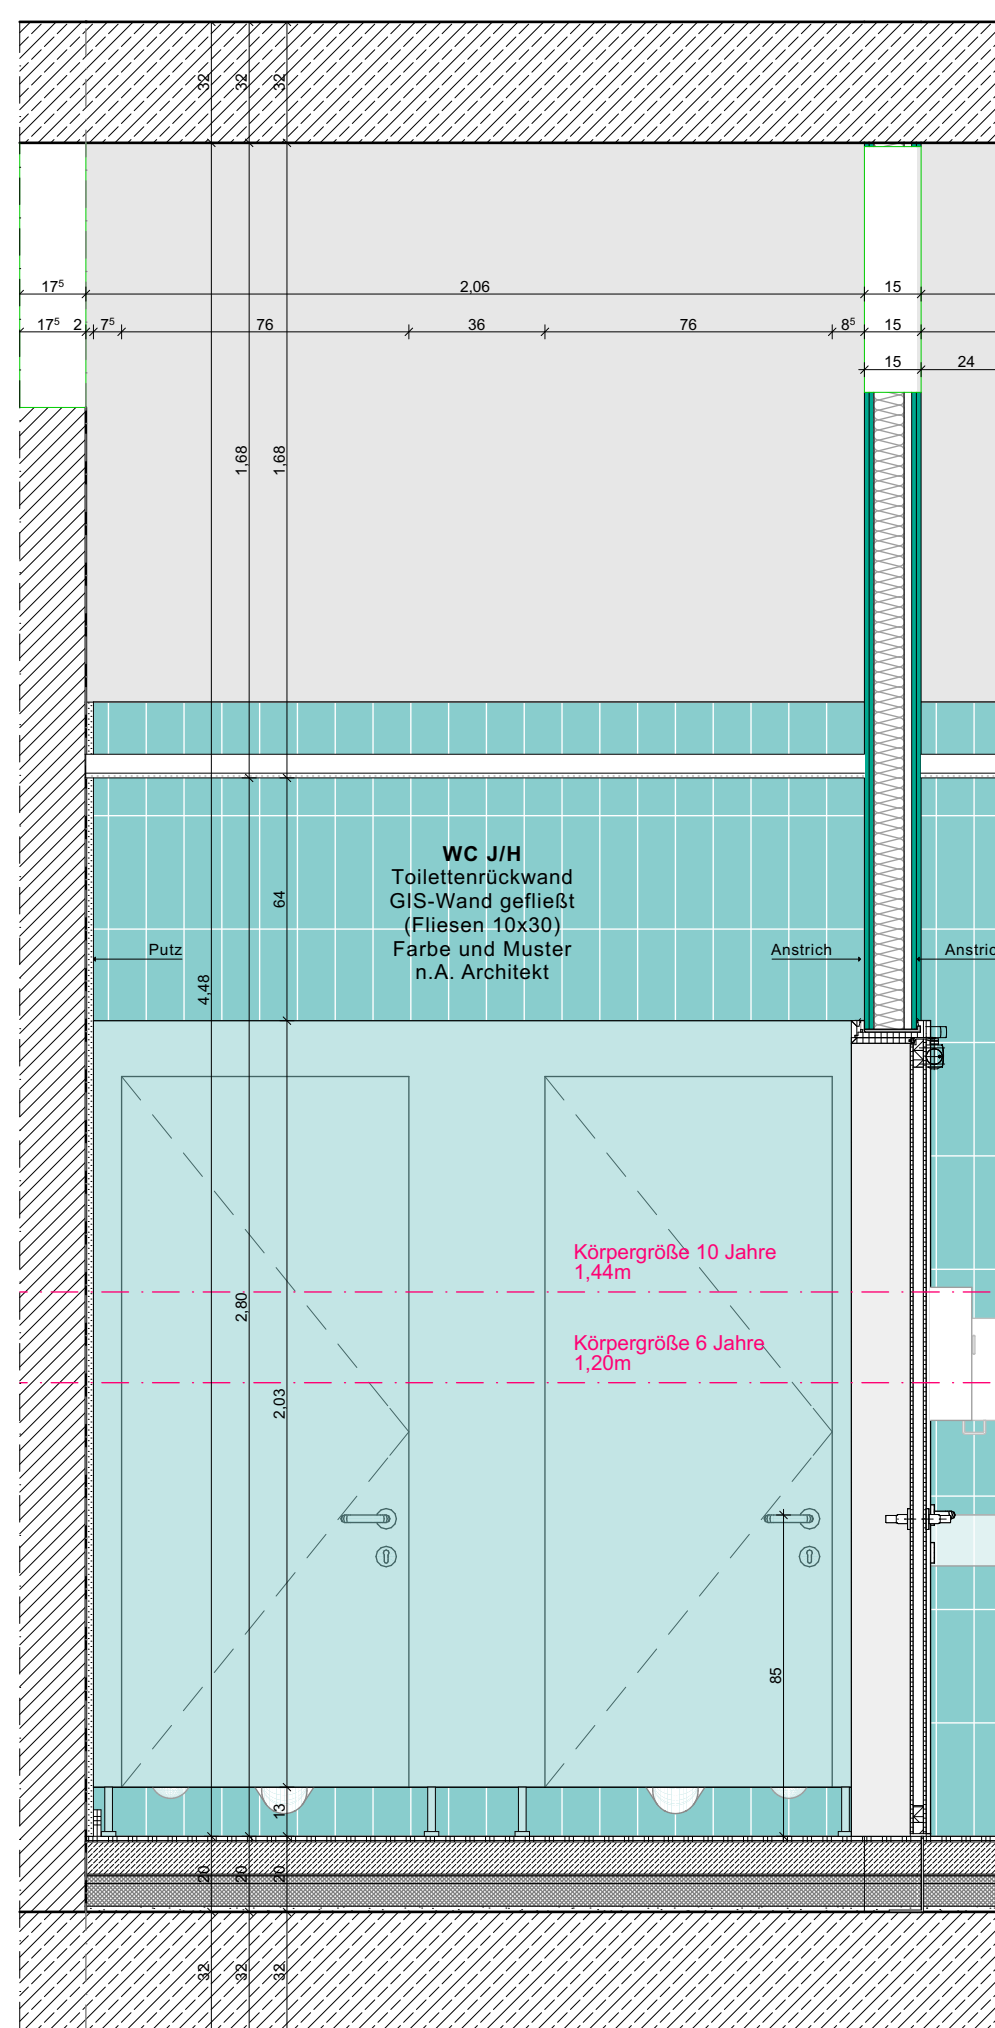 32
32
32
17⁵
2,06
15
17⁵ 2 7⁵ 76 36 76 8⁵ 15
15 24
1,68
1,68
WC J/H
Toilettenrückwand
GIS-Wand gefließt
(Fliesen 10x30)
Farbe und Muster
n.A. Architekt
64
Putz
Anstrich
Anstric
4,48
Körpergröße 10 Jahre
1,44m
2,80
Körpergröße 6 Jahre
1,20m
2,03
85
13
20
20
20
32
32
32